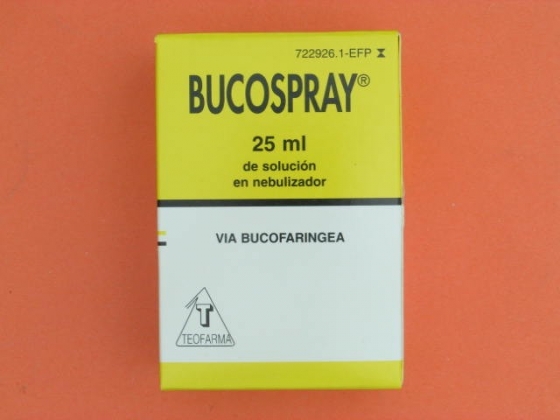 722926.1-EFP
BUCOSPRAY®
25 ml
de solución
en nebulizador
VIA BUCOFARINGEA
T
TEOFARMA